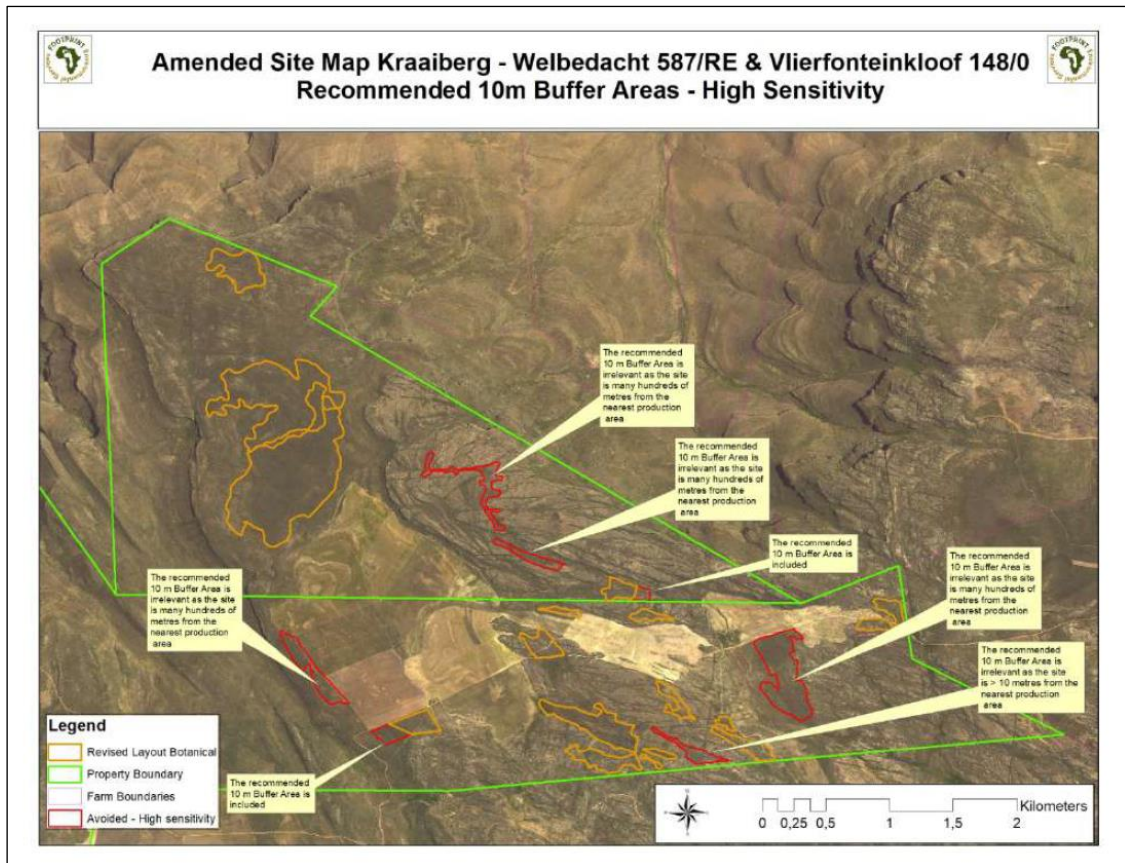 Amended Site Map Kraaiberg - Welbedacht 587/RE & Vlierfonteinkloof 148/0
Recommended 10m Buffer Areas - High Sensitivity
The recommended
10 m Buffer Area is
irrelevant as the site
is many hundreds of
metres from the
nearest production
area
The recommended
10 m Buffer Area is
irrelevant as the site
is many hundreds of
metres from the
nearest production
area
The recommended
10 m Buffer Area is
included
The recommended
10 m Buffer Area is
irrelevant as the site
is many hundreds of
metres from the
nearest production
area
The recommended
10 m Buffer Area is
irrelevant as the site
is many hundreds of
metres from the
nearest production
area
The recommended
10 m Buffer Area is
irrelevant as the site
is > 10 metres from the
nearest production
area
The recommended
10 m Buffer Area is
included
Legend
Revised Layout Botanical
Property Boundary
Farm Boundaries
Avoided - High sensitivity
Kilometers
0 0,25 0,5 1 1,5 2